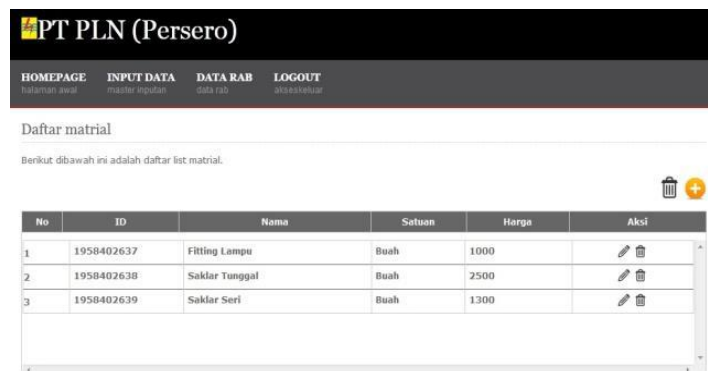 PT PLN (Persero)
HOMEPAGE INPUT DATA DATA RAB LOGOUT
halaman awal master inputan data rab akseskeluar
Daftar matrial
Berikut dibawah ini adalah daftar list matrial.
No ID Nama Satuan Harga Aksi
1 1958402637 Fitting Lampu Buah 1000
2 1958402638 Saklar Tunggal Buah 2500
3 1958402639 Saklar Seri Buah 1300